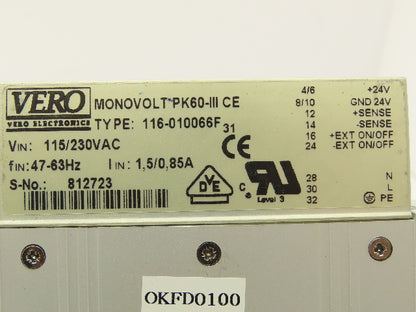 VERO
VERO ELECTRONICS
MONOVOLT PK60-III CE
TYPE: 116-010066F 31
VIN: 115/230VAC
fIN: 47-63Hz IIN: 1,5/0,85A
S-No.: 812723
VDE
C UR US
Level 3
4/6 +24V
8/10 GND 24V
12 +SENSE
14 -SENSE
16 +EXT ON/OFF
24 -EXT ON/OFF
28 N
30 L
32 PE
OKFD0100